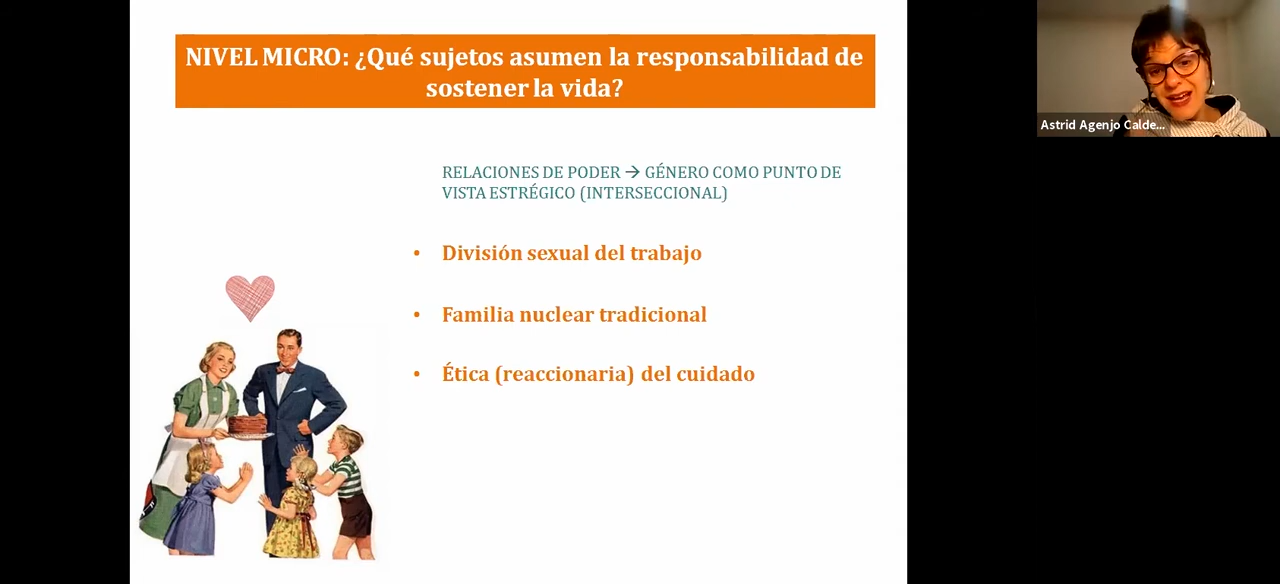 NIVEL MICRO: ¿Qué sujetos asumen la responsabilidad de
sostener la vida?
Astrid Agenjo Calde...
RELACIONES DE PODER → GÉNERO COMO PUNTO DE
VISTA ESTRÉGICO (INTERSECCIONAL)
• División sexual del trabajo
• Familia nuclear tradicional
• Ética (reaccionaria) del cuidado